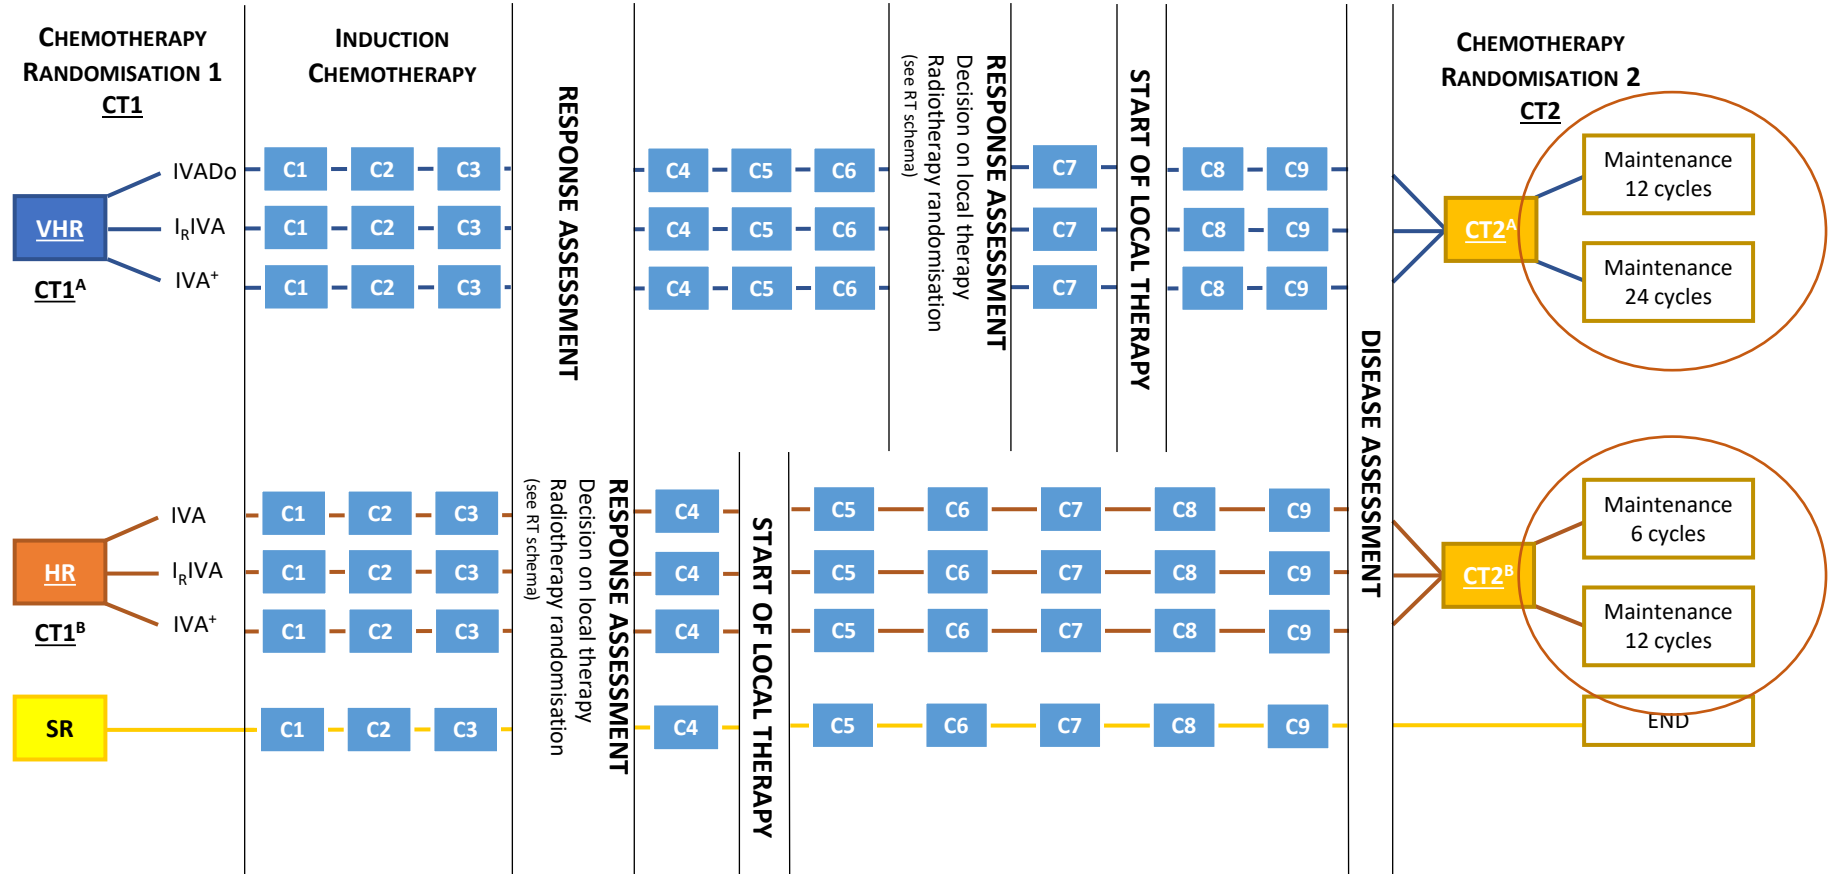 CHEMOTHERAPY
RANDOMISATION 1
CT1
INDUCTION
CHEMOTHERAPY
RESPONSE ASSESSMENT
RESPONSE ASSESSMENT
Decision on local therapy
Radiotherapy randomisation
(see RT schema)
START OF LOCAL THERAPY
CHEMOTHERAPY
RANDOMISATION 2
CT2
VHR
CT1A
IVADo C1 C2 C3 C4 C5 C6 C7 C8 C9
IRIVA C1 C2 C3 C4 C5 C6 C7 C8 C9
IVA+ C1 C2 C3 C4 C5 C6 C7 C8 C9
CT2A
Maintenance
12 cycles
Maintenance
24 cycles
DISEASE ASSESSMENT
RESPONSE ASSESSMENT
Decision on local therapy
Radiotherapy randomisation
(see RT schema)
START OF LOCAL THERAPY
HR
CT1B
IVA C1 C2 C3 C4 C5 C6 C7 C8 C9
IRIVA C1 C2 C3 C4 C5 C6 C7 C8 C9
IVA+ C1 C2 C3 C4 C5 C6 C7 C8 C9
CT2B
Maintenance
6 cycles
Maintenance
12 cycles
SR C1 C2 C3 C4 C5 C6 C7 C8 C9
END